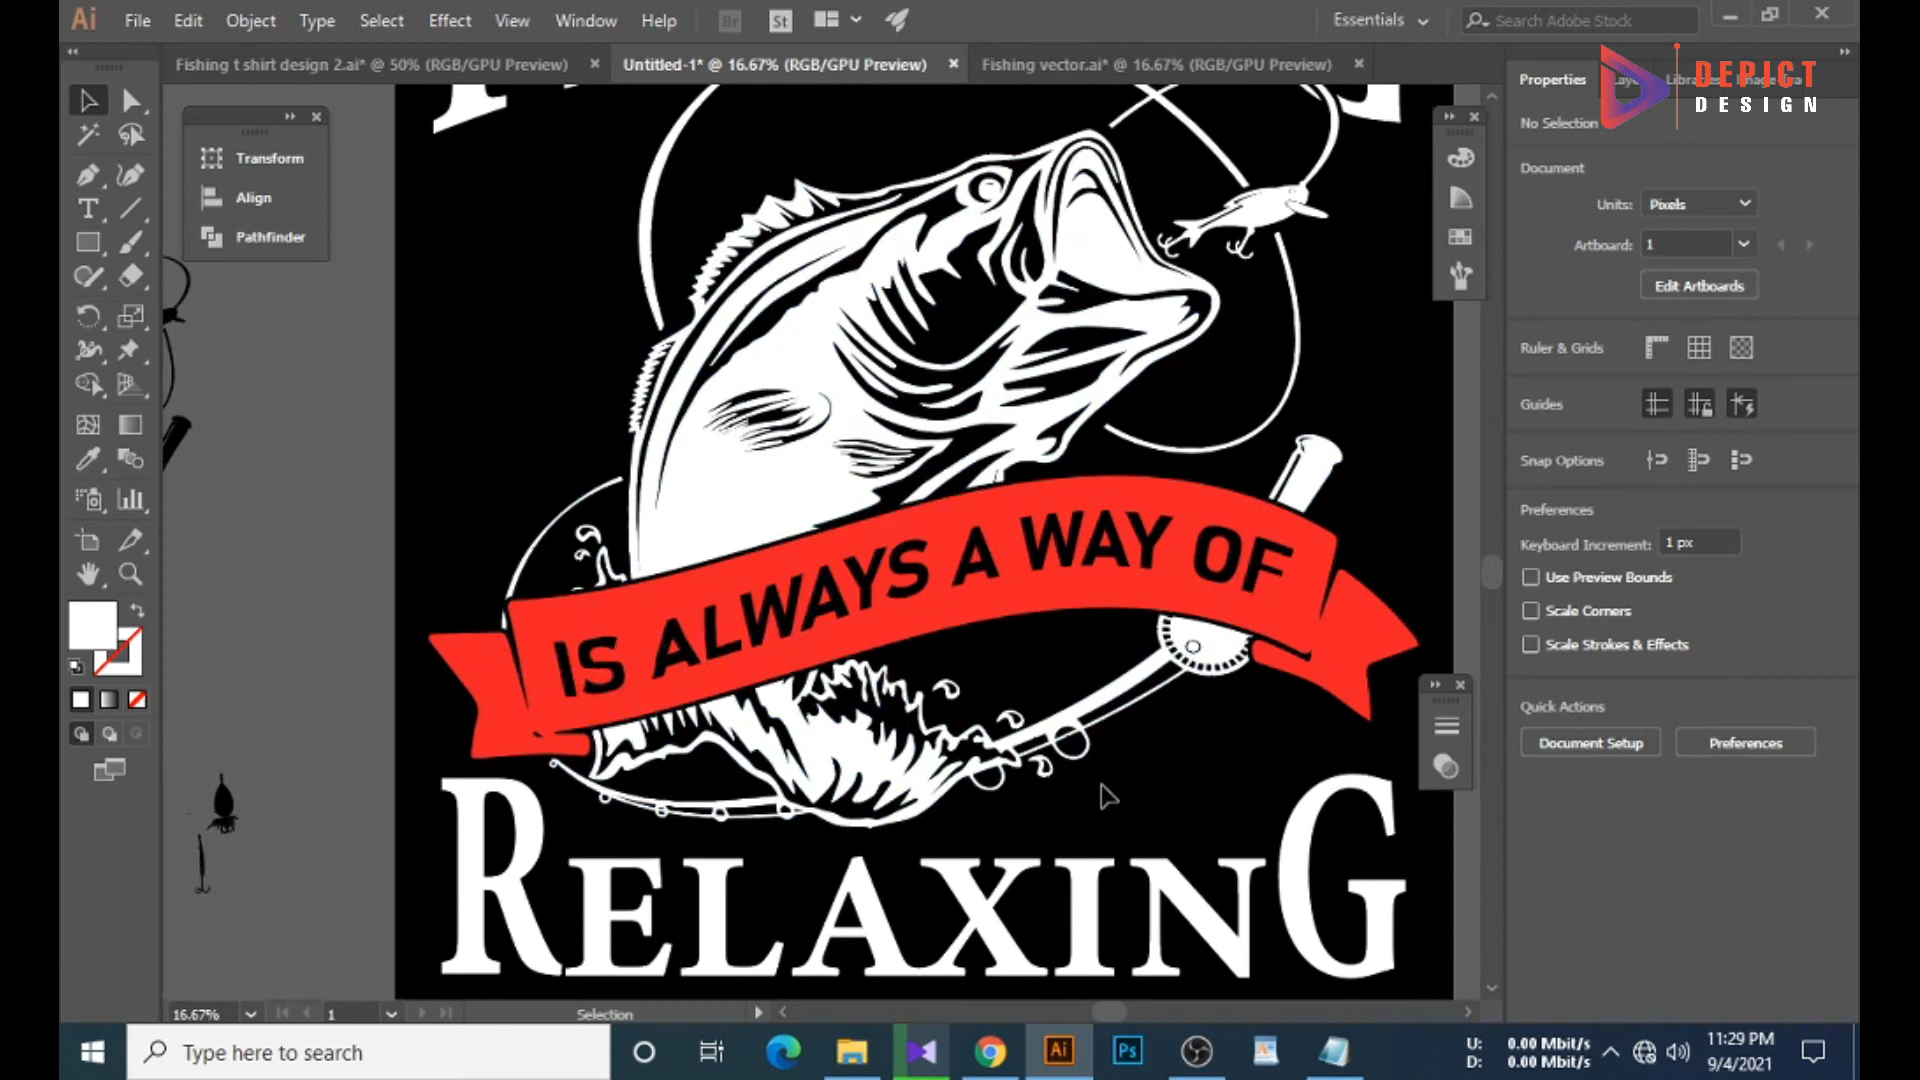 Ai File Edit Object Type Select Effect View Window Help Br St Essentials Search Adobe Stock
Fishing t shirt design 2.ai* @ 50% (RGB/GPU Preview) Untitled-1* @ 16.67% (RGB/GPU Preview) Fishing vector.ai* @ 16.67% (RGB/GPU Preview)
Properties
DEPICT
DESIGN
No Selection
Transform
Align
Pathfinder
Document
Units: Pixels
Artboard: 1
Edit Artboards
Ruler & Grids
Guides
Snap Options
Preferences
Keyboard Increment: 1 px
Use Preview Bounds
Scale Corners
Scale Strokes & Effects
Quick Actions
Document Setup Preferences
IS ALWAYS A WAY OF
RELAXING
16.67% 1 Selection
Type here to search
Ai Ps
U: 0.00 Mbit/s
D: 0.00 Mbit/s
11:29 PM
9/4/2021